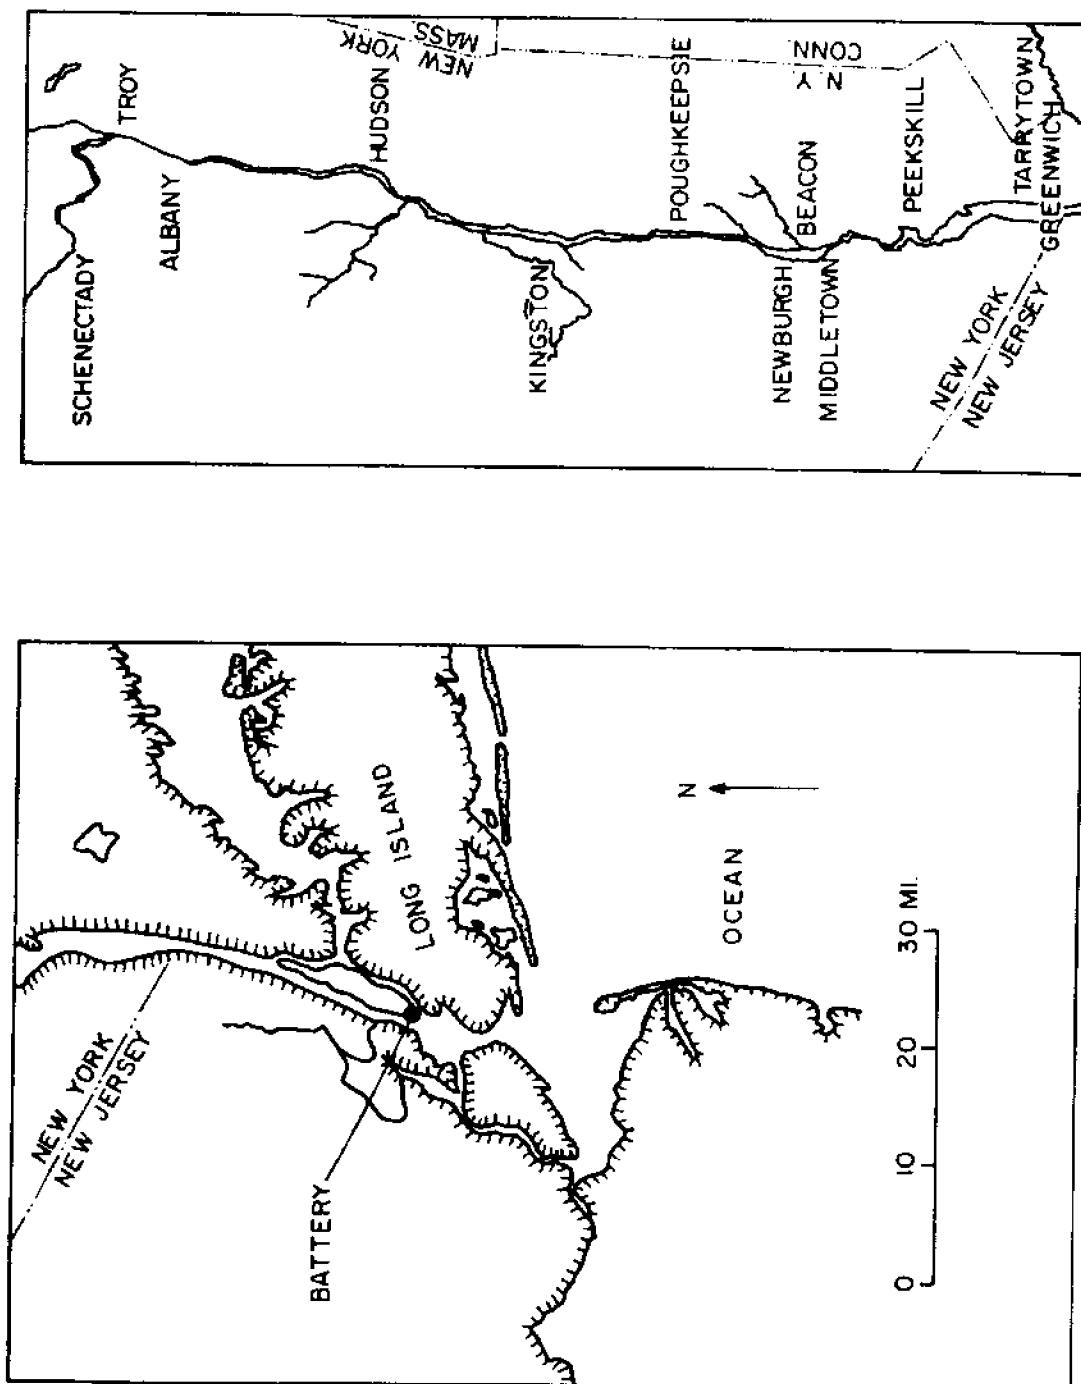 SCHENECTADY
TROY
ALBANY
HUDSON
NEW YORK
MASS.
KINGSTON
POUGHKEEPSIE
N.Y.
CONN.
NEWBURGH
BEACON
MIDDLETOWN
PEEKSKILL
TARRYTOWN
GREENWICH
NEW YORK
NEW JERSEY
NEW YORK
NEW JERSEY
BATTERY
LONG ISLAND
N
OCEAN
0 10 20 30 MI.